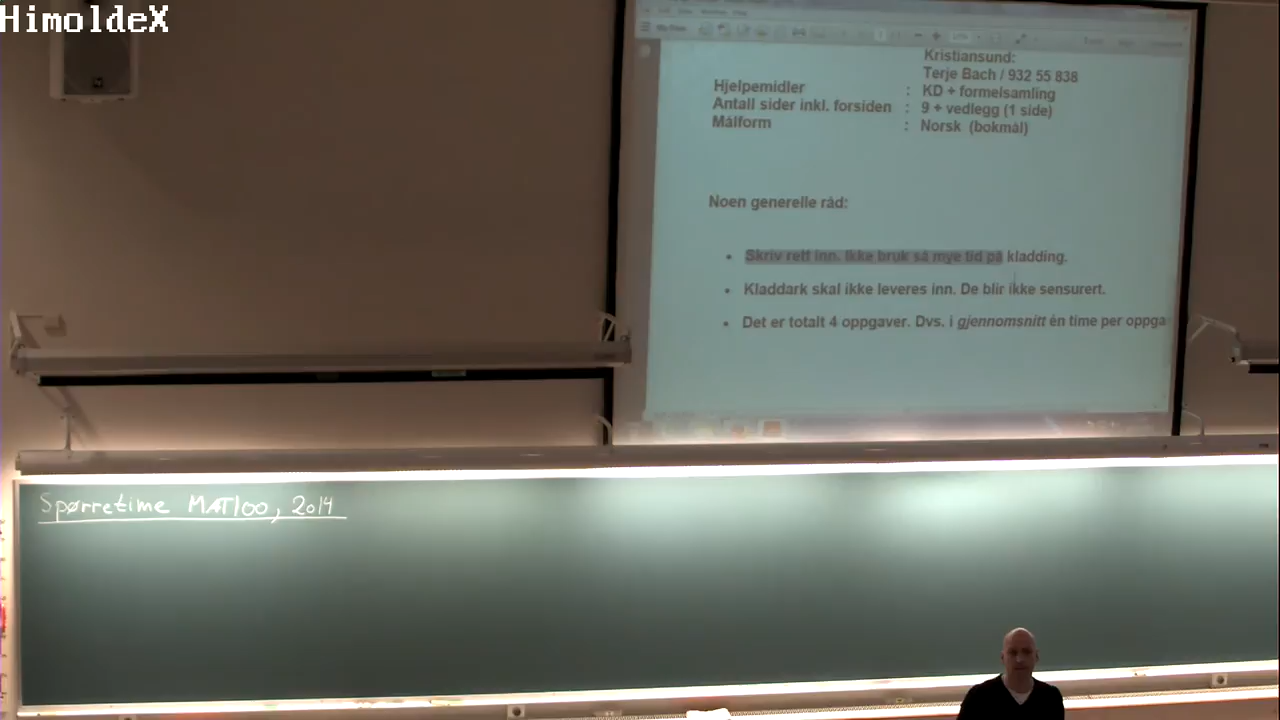 HimoldeX
Kristiansund:
Terje Bach / 932 55 838
Hjelpemidler : KD + formelsamling
Antall sider inkl. forsiden : 9 + vedlegg (1 side)
Målform : Norsk (bokmål)
Noen generelle råd:
• Skriv rett inn. Ikke bruk så mye tid på kladding.
• Kladdark skal ikke leveres inn. De blir ikke sensurert.
• Det er totalt 4 oppgaver. Dvs. i gjennomsnitt èn time per oppga
Spørretime MAT100, 2014